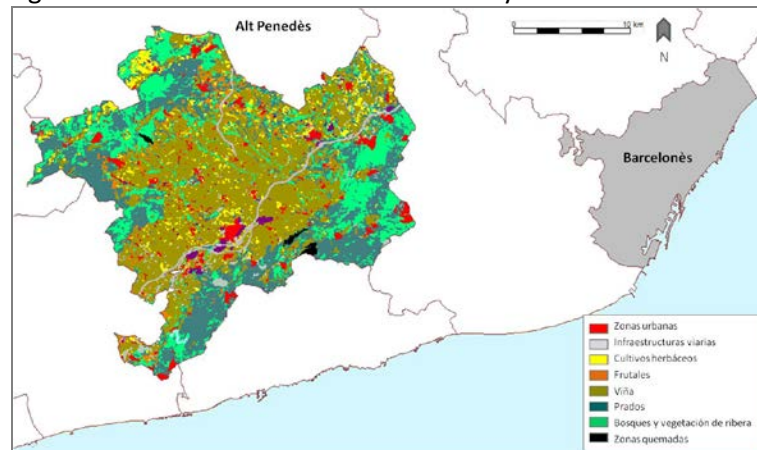 Alt Penedès
0
10 km
N
Barcelonès
Zonas urbanas
Infraestructuras viarias
Cultivos herbáceos
Frutales
Viña
Prados
Bosques y vegetación de ribera
Zonas quemadas